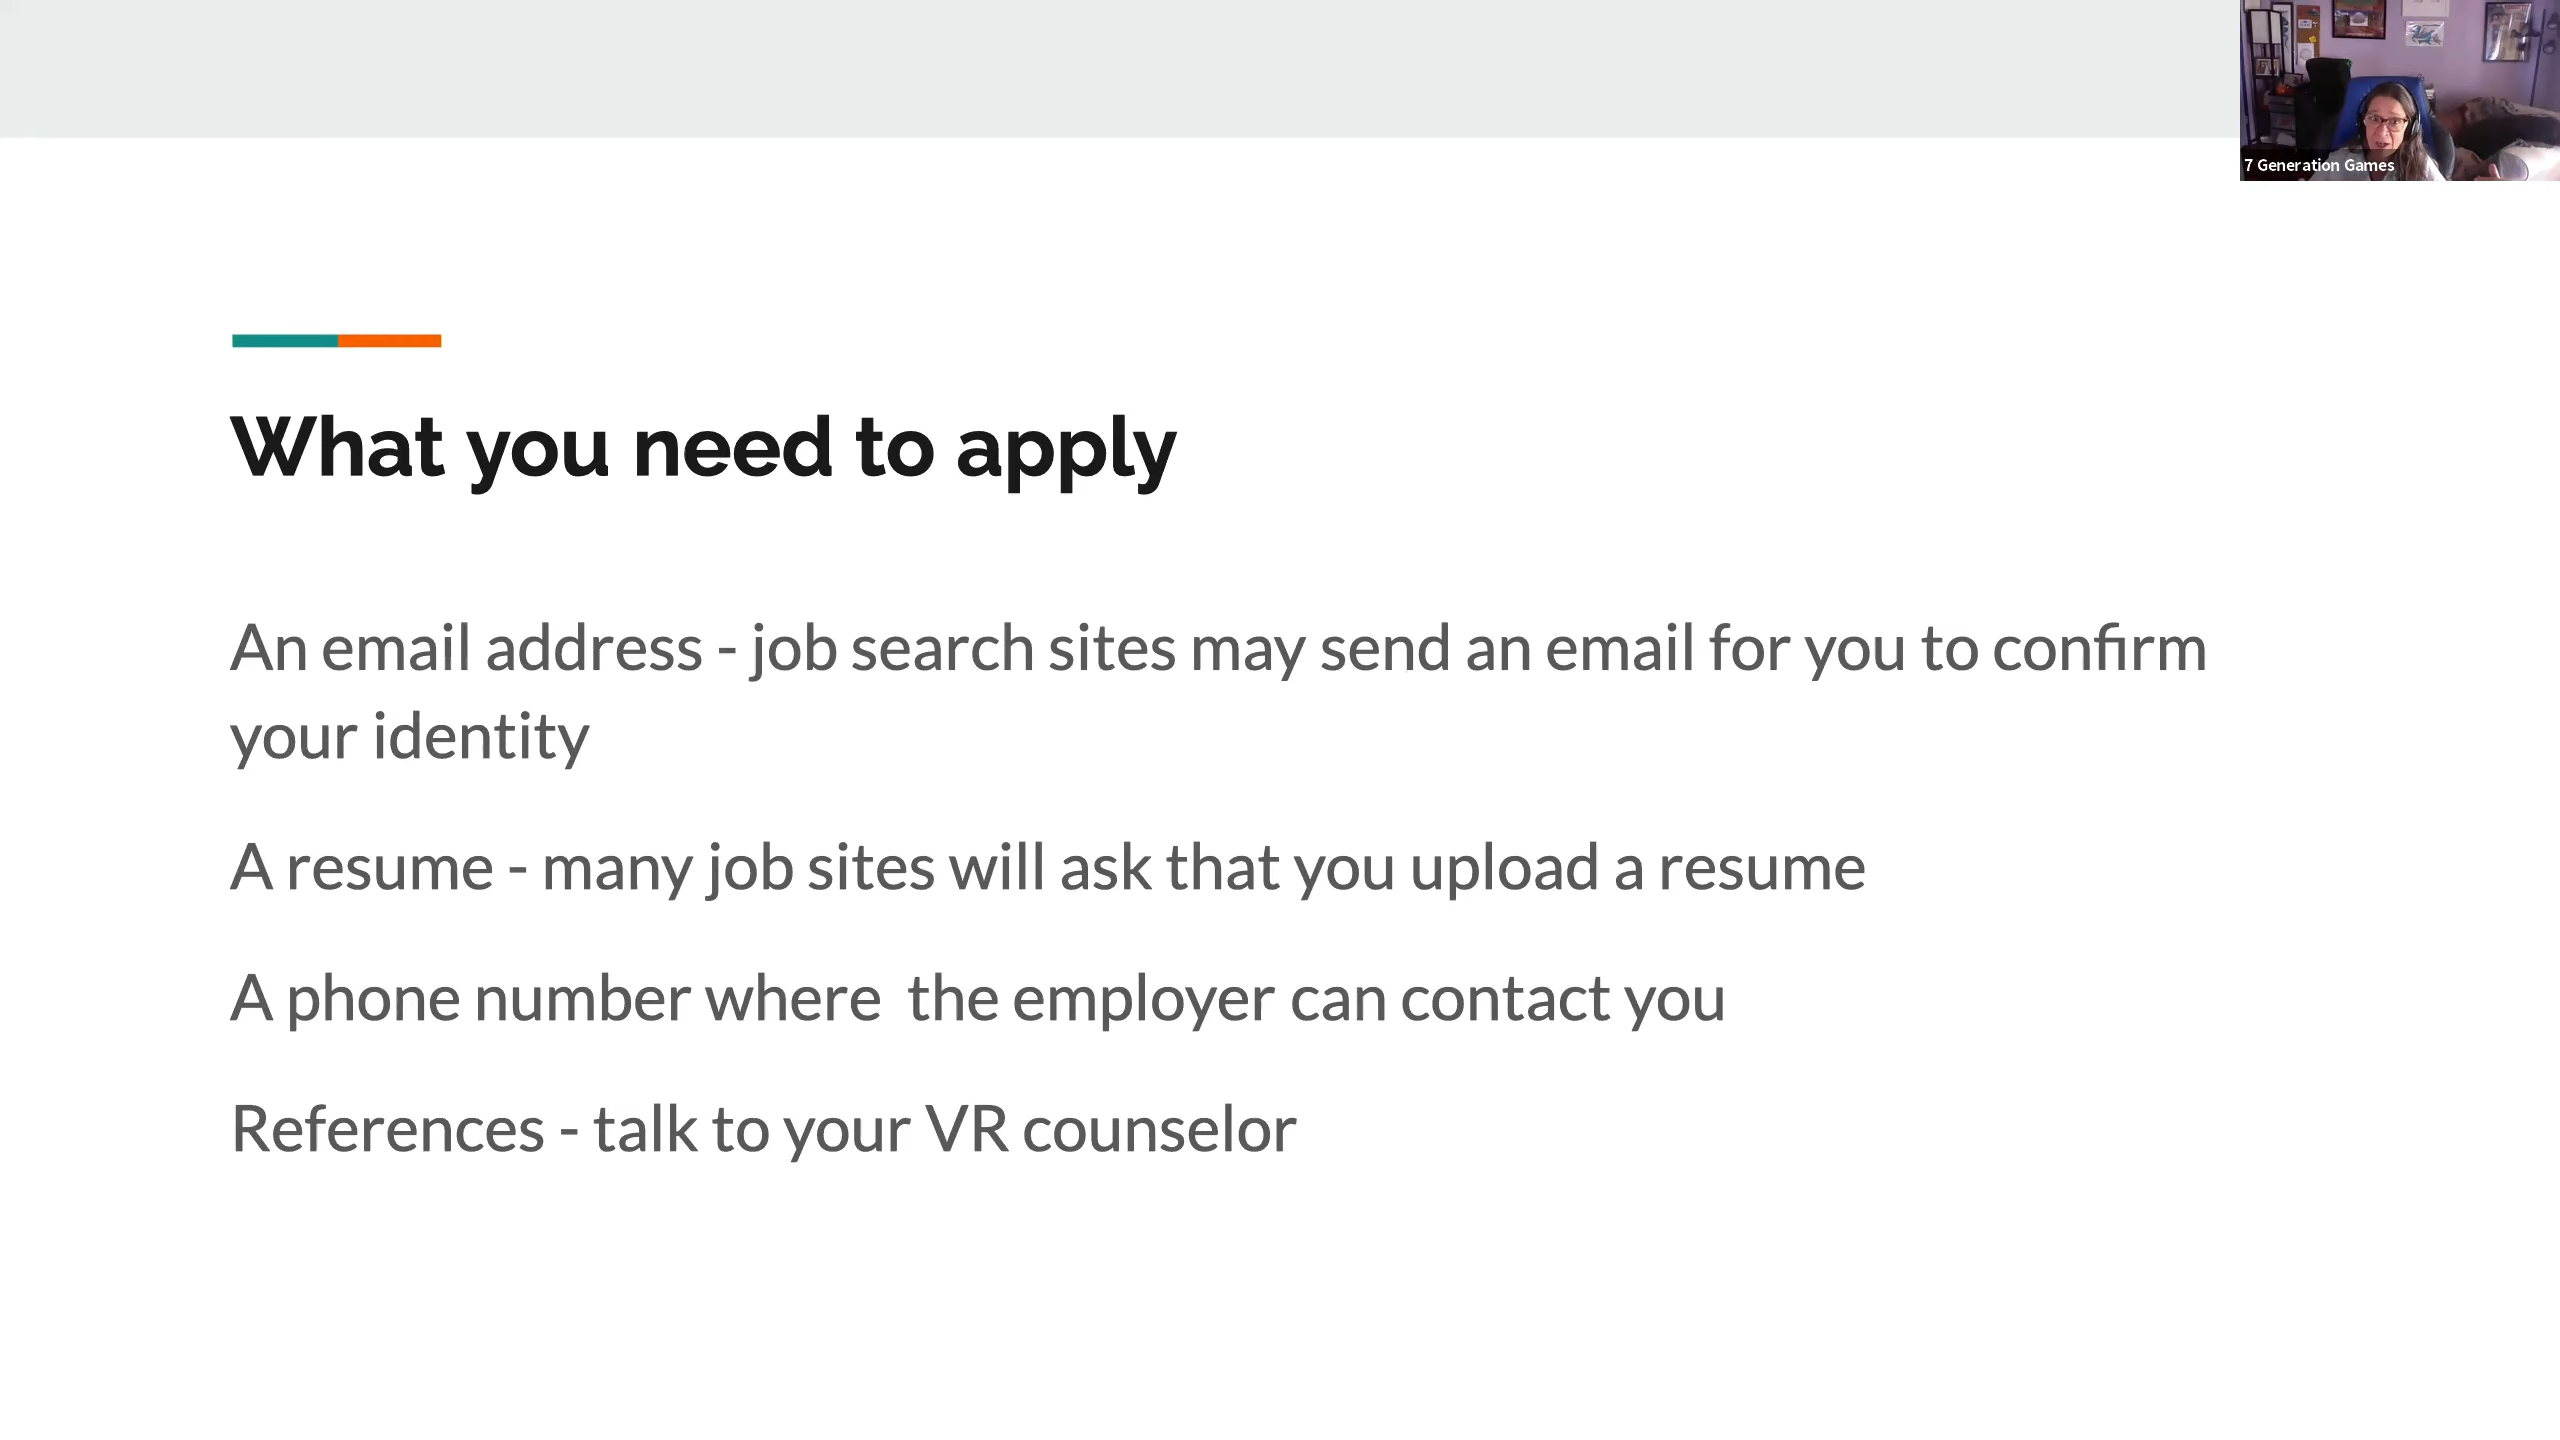 7 Generation Games
What you need to apply
An email address - job search sites may send an email for you to confirm
your identity
A resume - many job sites will ask that you upload a resume
A phone number where  the employer can contact you
References - talk to your VR counselor